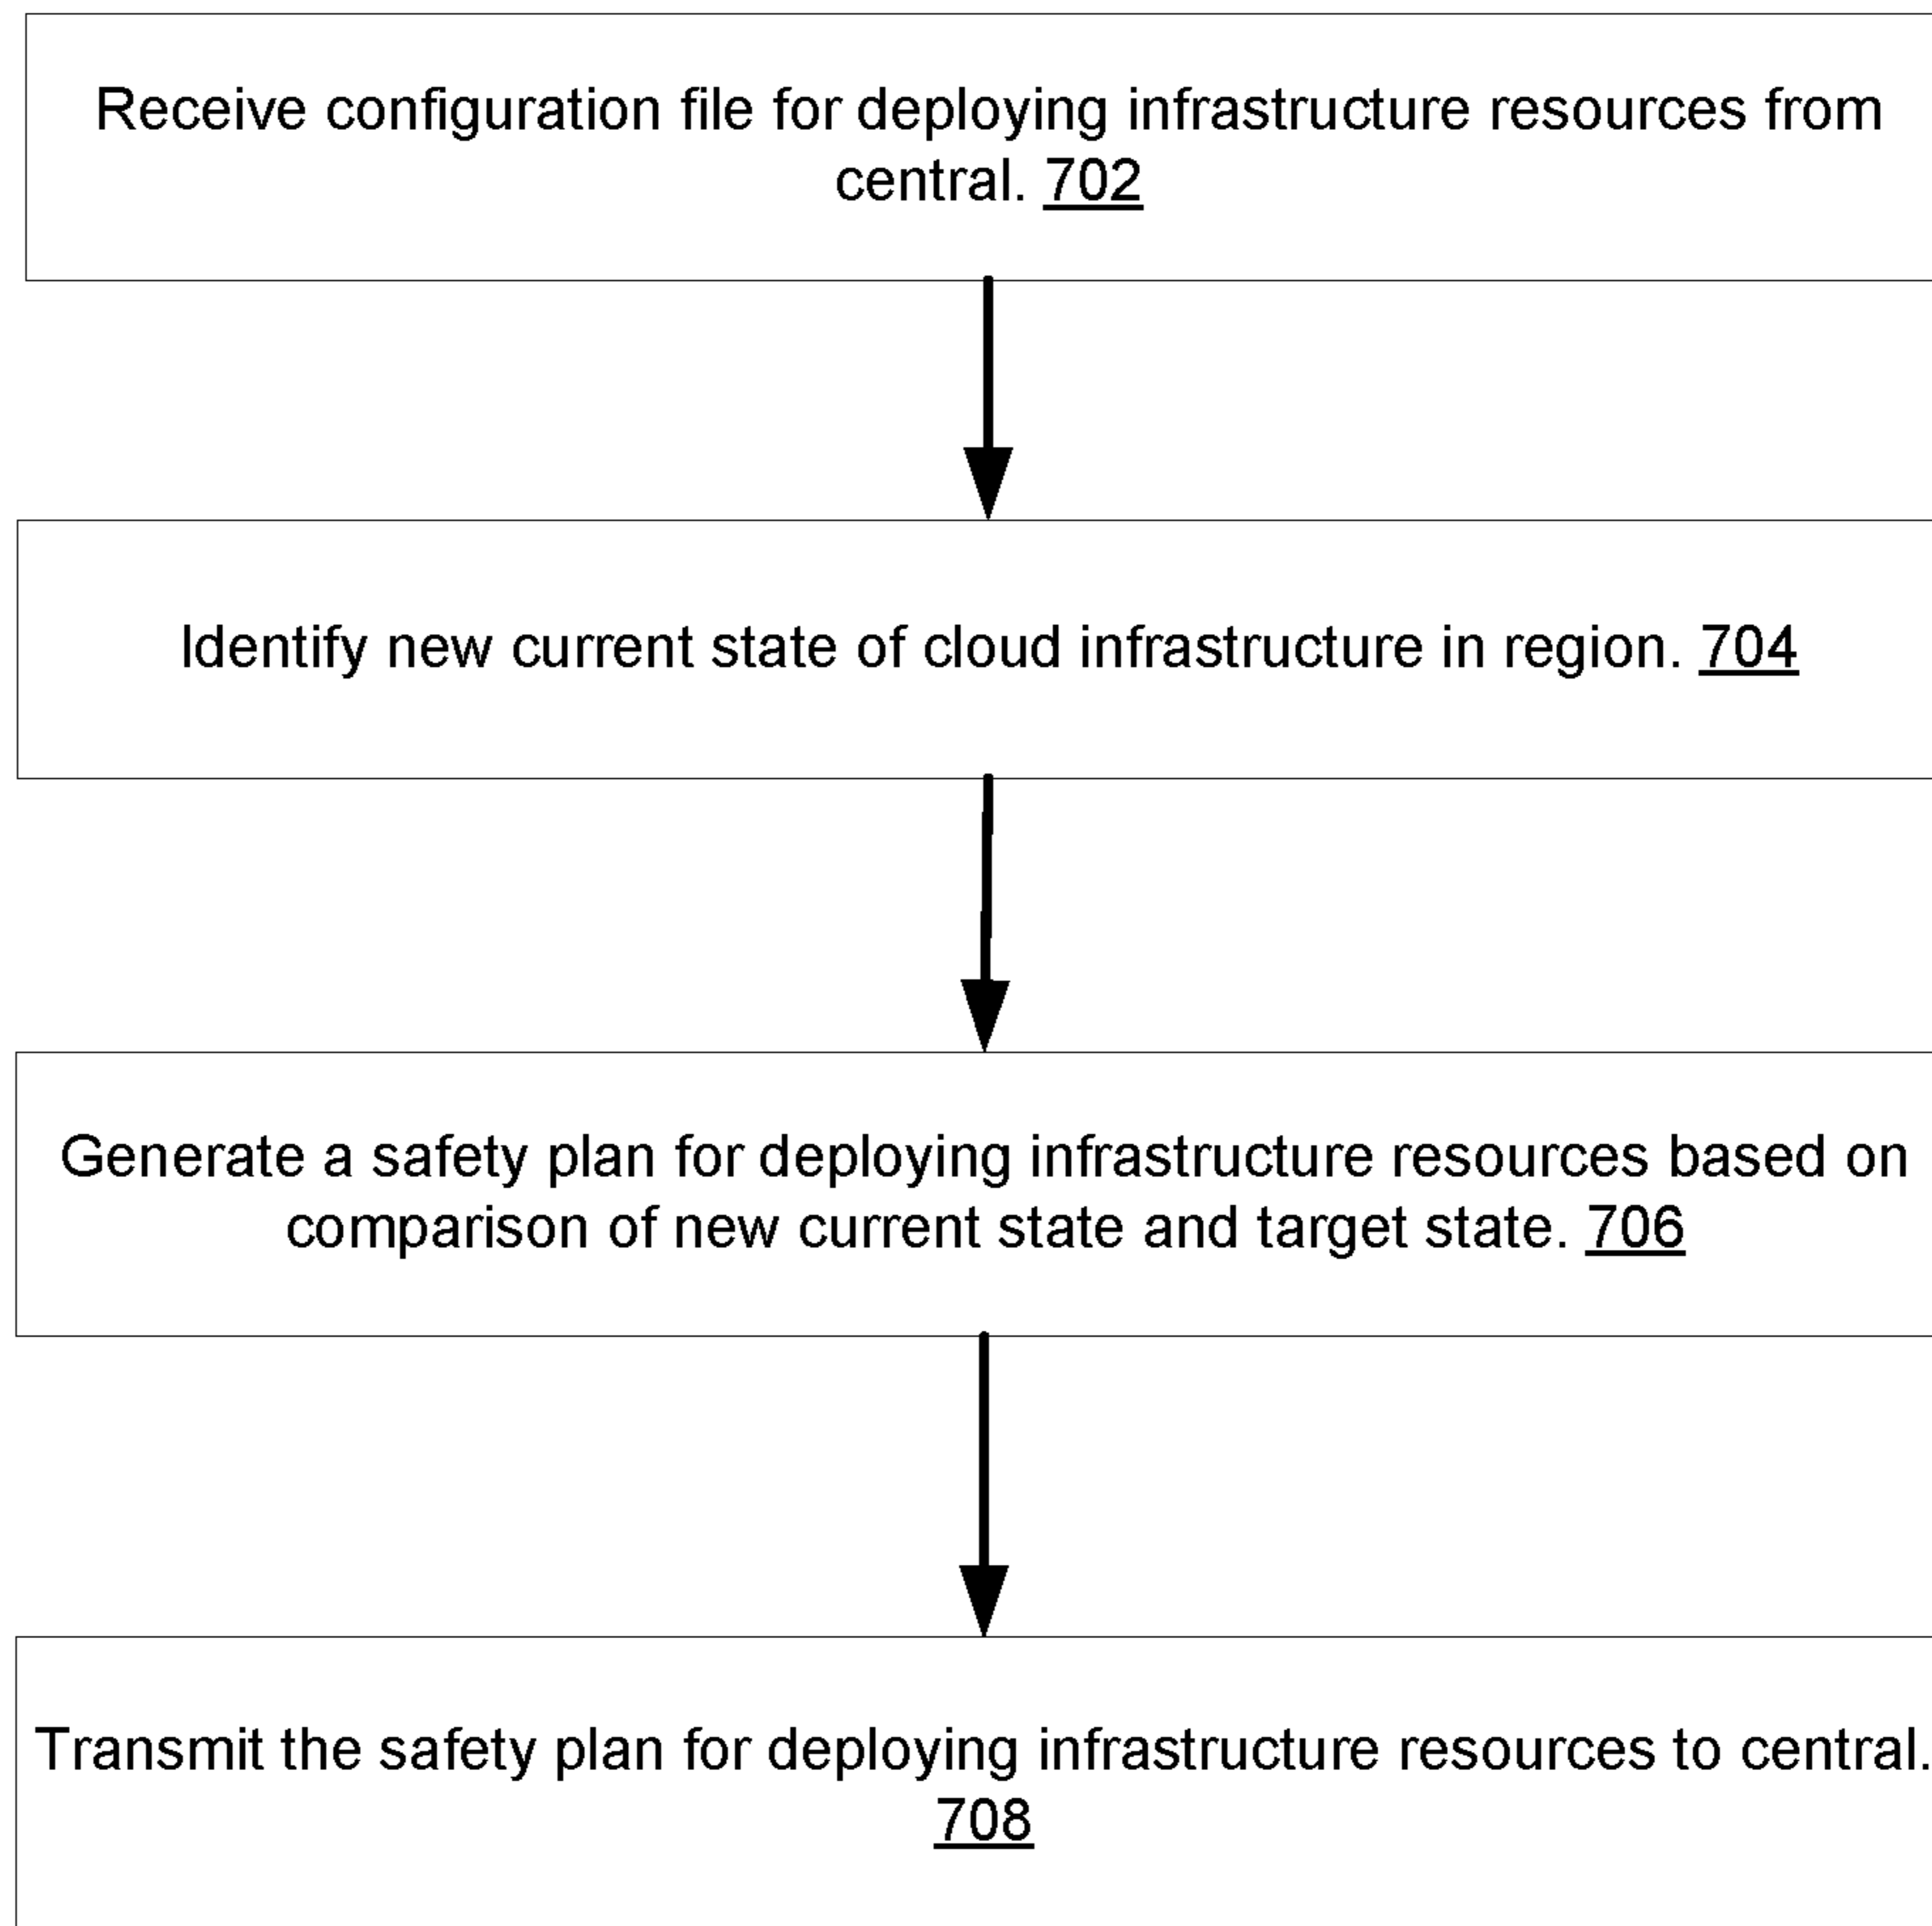 Receive configuration file for deploying infrastructure resources from
central. 702
Identify new current state of cloud infrastructure in region. 704
Generate a safety plan for deploying infrastructure resources based on
comparison of new current state and target state. 706
Transmit the safety plan for deploying infrastructure resources to central.
708